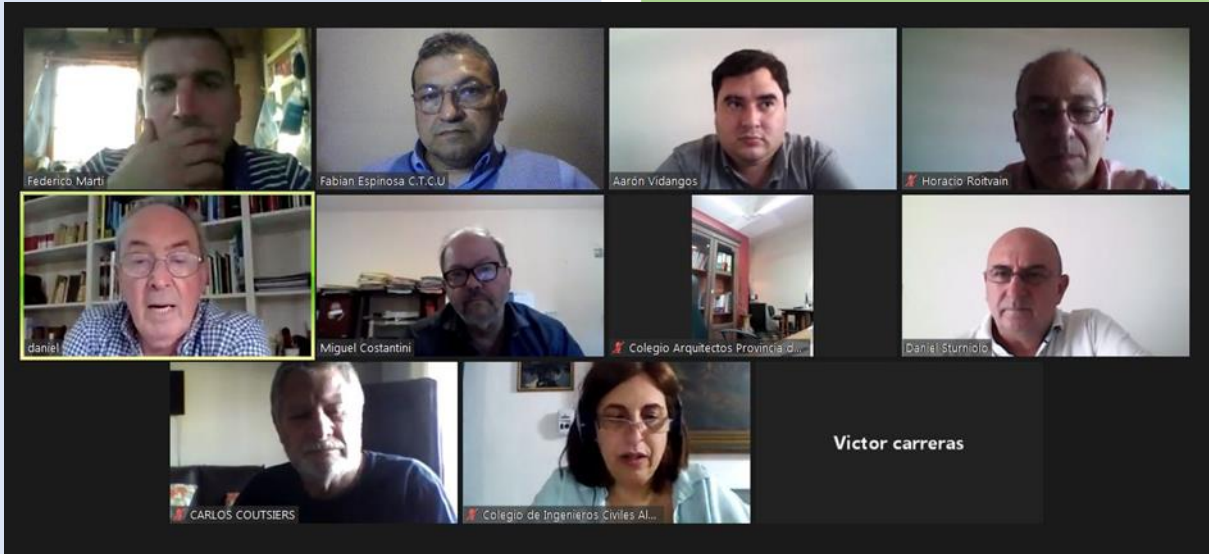 Federico Marti
Fabian Espinosa C.T.C.U
Aarón Vidangos
Horacio Roitvain
daniel
Miguel Costantini
Colegio Arquitectos Provincia d...
Daniel Sturniolo
CARLOS COUTSIERS
Colegio de Ingenieros Civiles Al...
Victor carreras